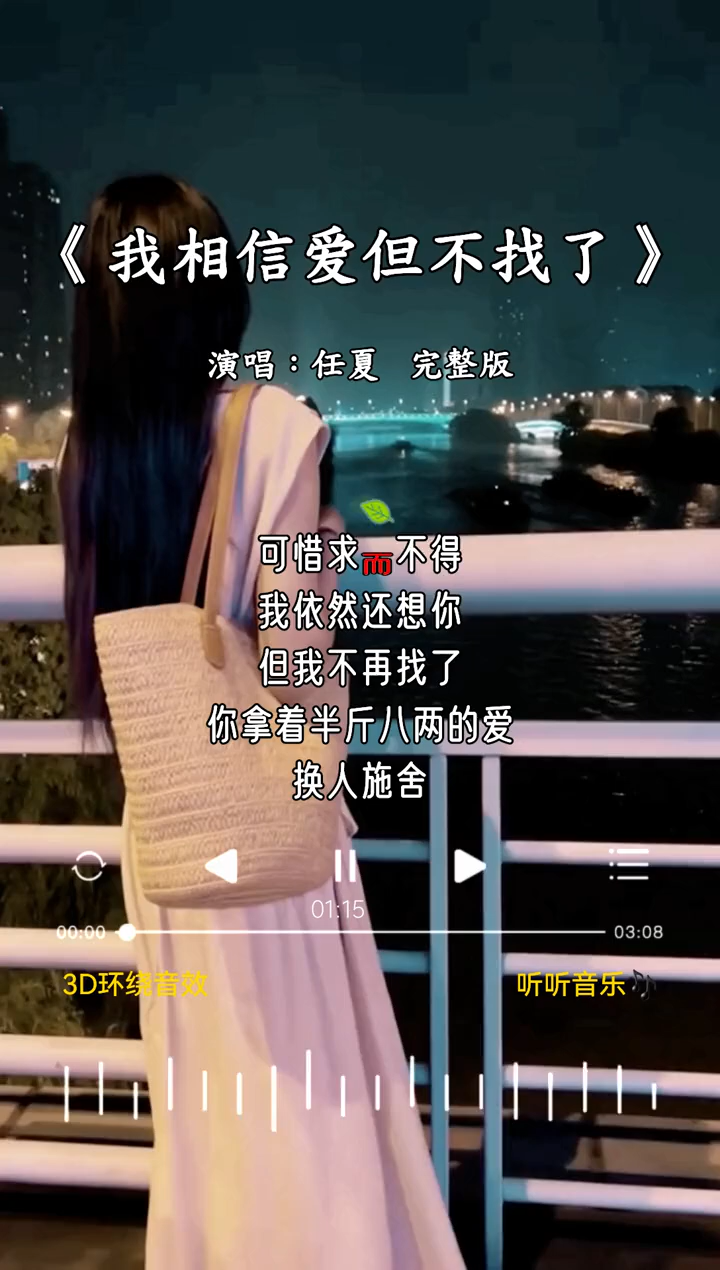 《 我相信爱但不找了 》
演唱：任夏 完整版
可惜求而不得
我依然还想你
但我不再找了
你拿着半斤八两的爱
换人施舍
01:15
00:00 03:08
3D环绕音效 听听音乐